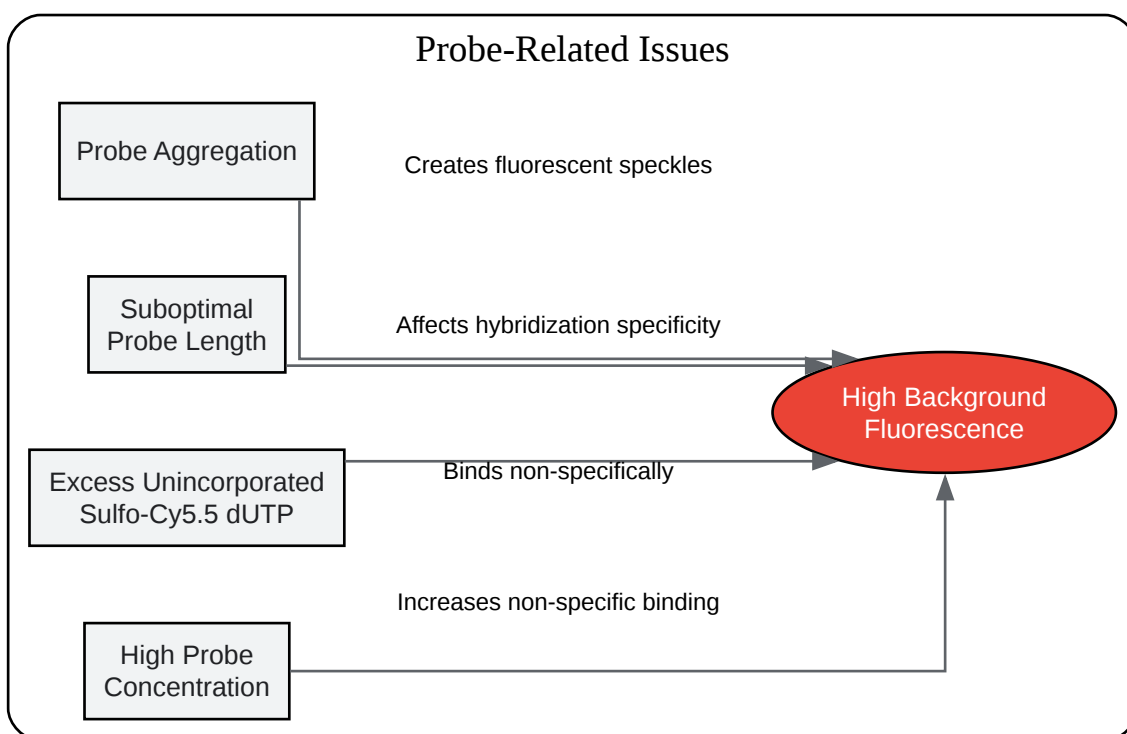 Probe-Related Issues
Probe Aggregation
Creates fluorescent speckles
Suboptimal
Probe Length
Affects hybridization specificity
High Background
Fluorescence
Excess Unincorporated
Sulfo-Cy5.5 dUTP
Binds non-specifically
Increases non-specific binding
High Probe
Concentration